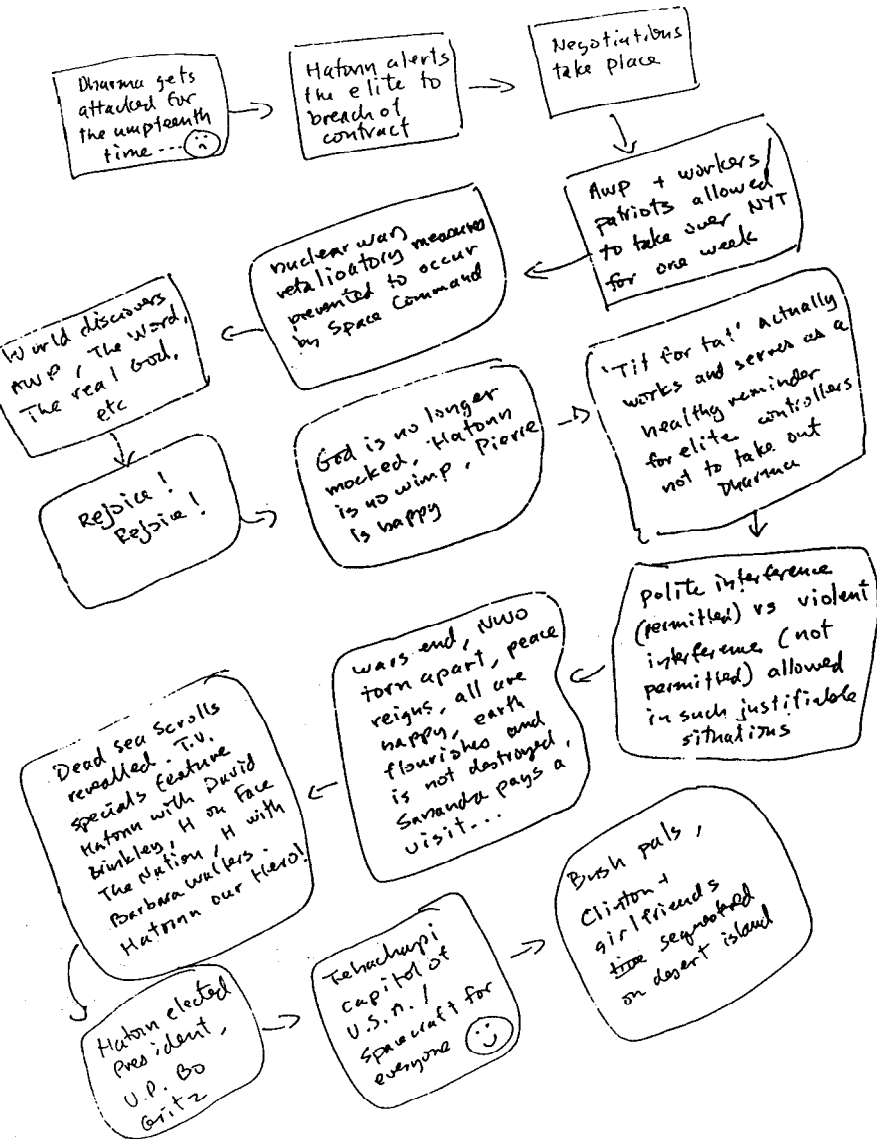 Dharma gets
attacked for
the umpteenth
time ---
Hatonn alerts
the elite to
breach of
contract
Negotiations
take place
AWP + workers/
patriots allowed
to take over NYT
for one week
nuclear war,
retalioatory measures
prevented to occur
by Space Command
World discovers
AWP, The Word,
The real God,
etc
Rejoice!
Rejoice!
God is no longer
mocked, Hatonn
is no wimp, Pierre
is happy
'Tit for tat' actually
works and serves as a
healthy reminder
for elite controllers
not to take out
Dharma
polite interference
(permitted) vs violent
interference (not
permitted) allowed
in such justifiable
situations
wars end, NWO
torn apart, peace
reigns, all are
happy, earth
flourishes and
is not destroyed,
Sananda pays a
visit...
Dead sea scrolls
revealled. T.V.
specials feature
Hatonn with David
Brinkley, H on Face
The Nation, H with
Barbara Walters.
Hatonn our Hero!
Hatonn elected
President,
V.P. Bo
Gritz
Tehachapi
capitol of
U.S.A. /
spacecraft for
everyone
Bush pals,
Clinton +
girlfriends
sequestered
on desert island